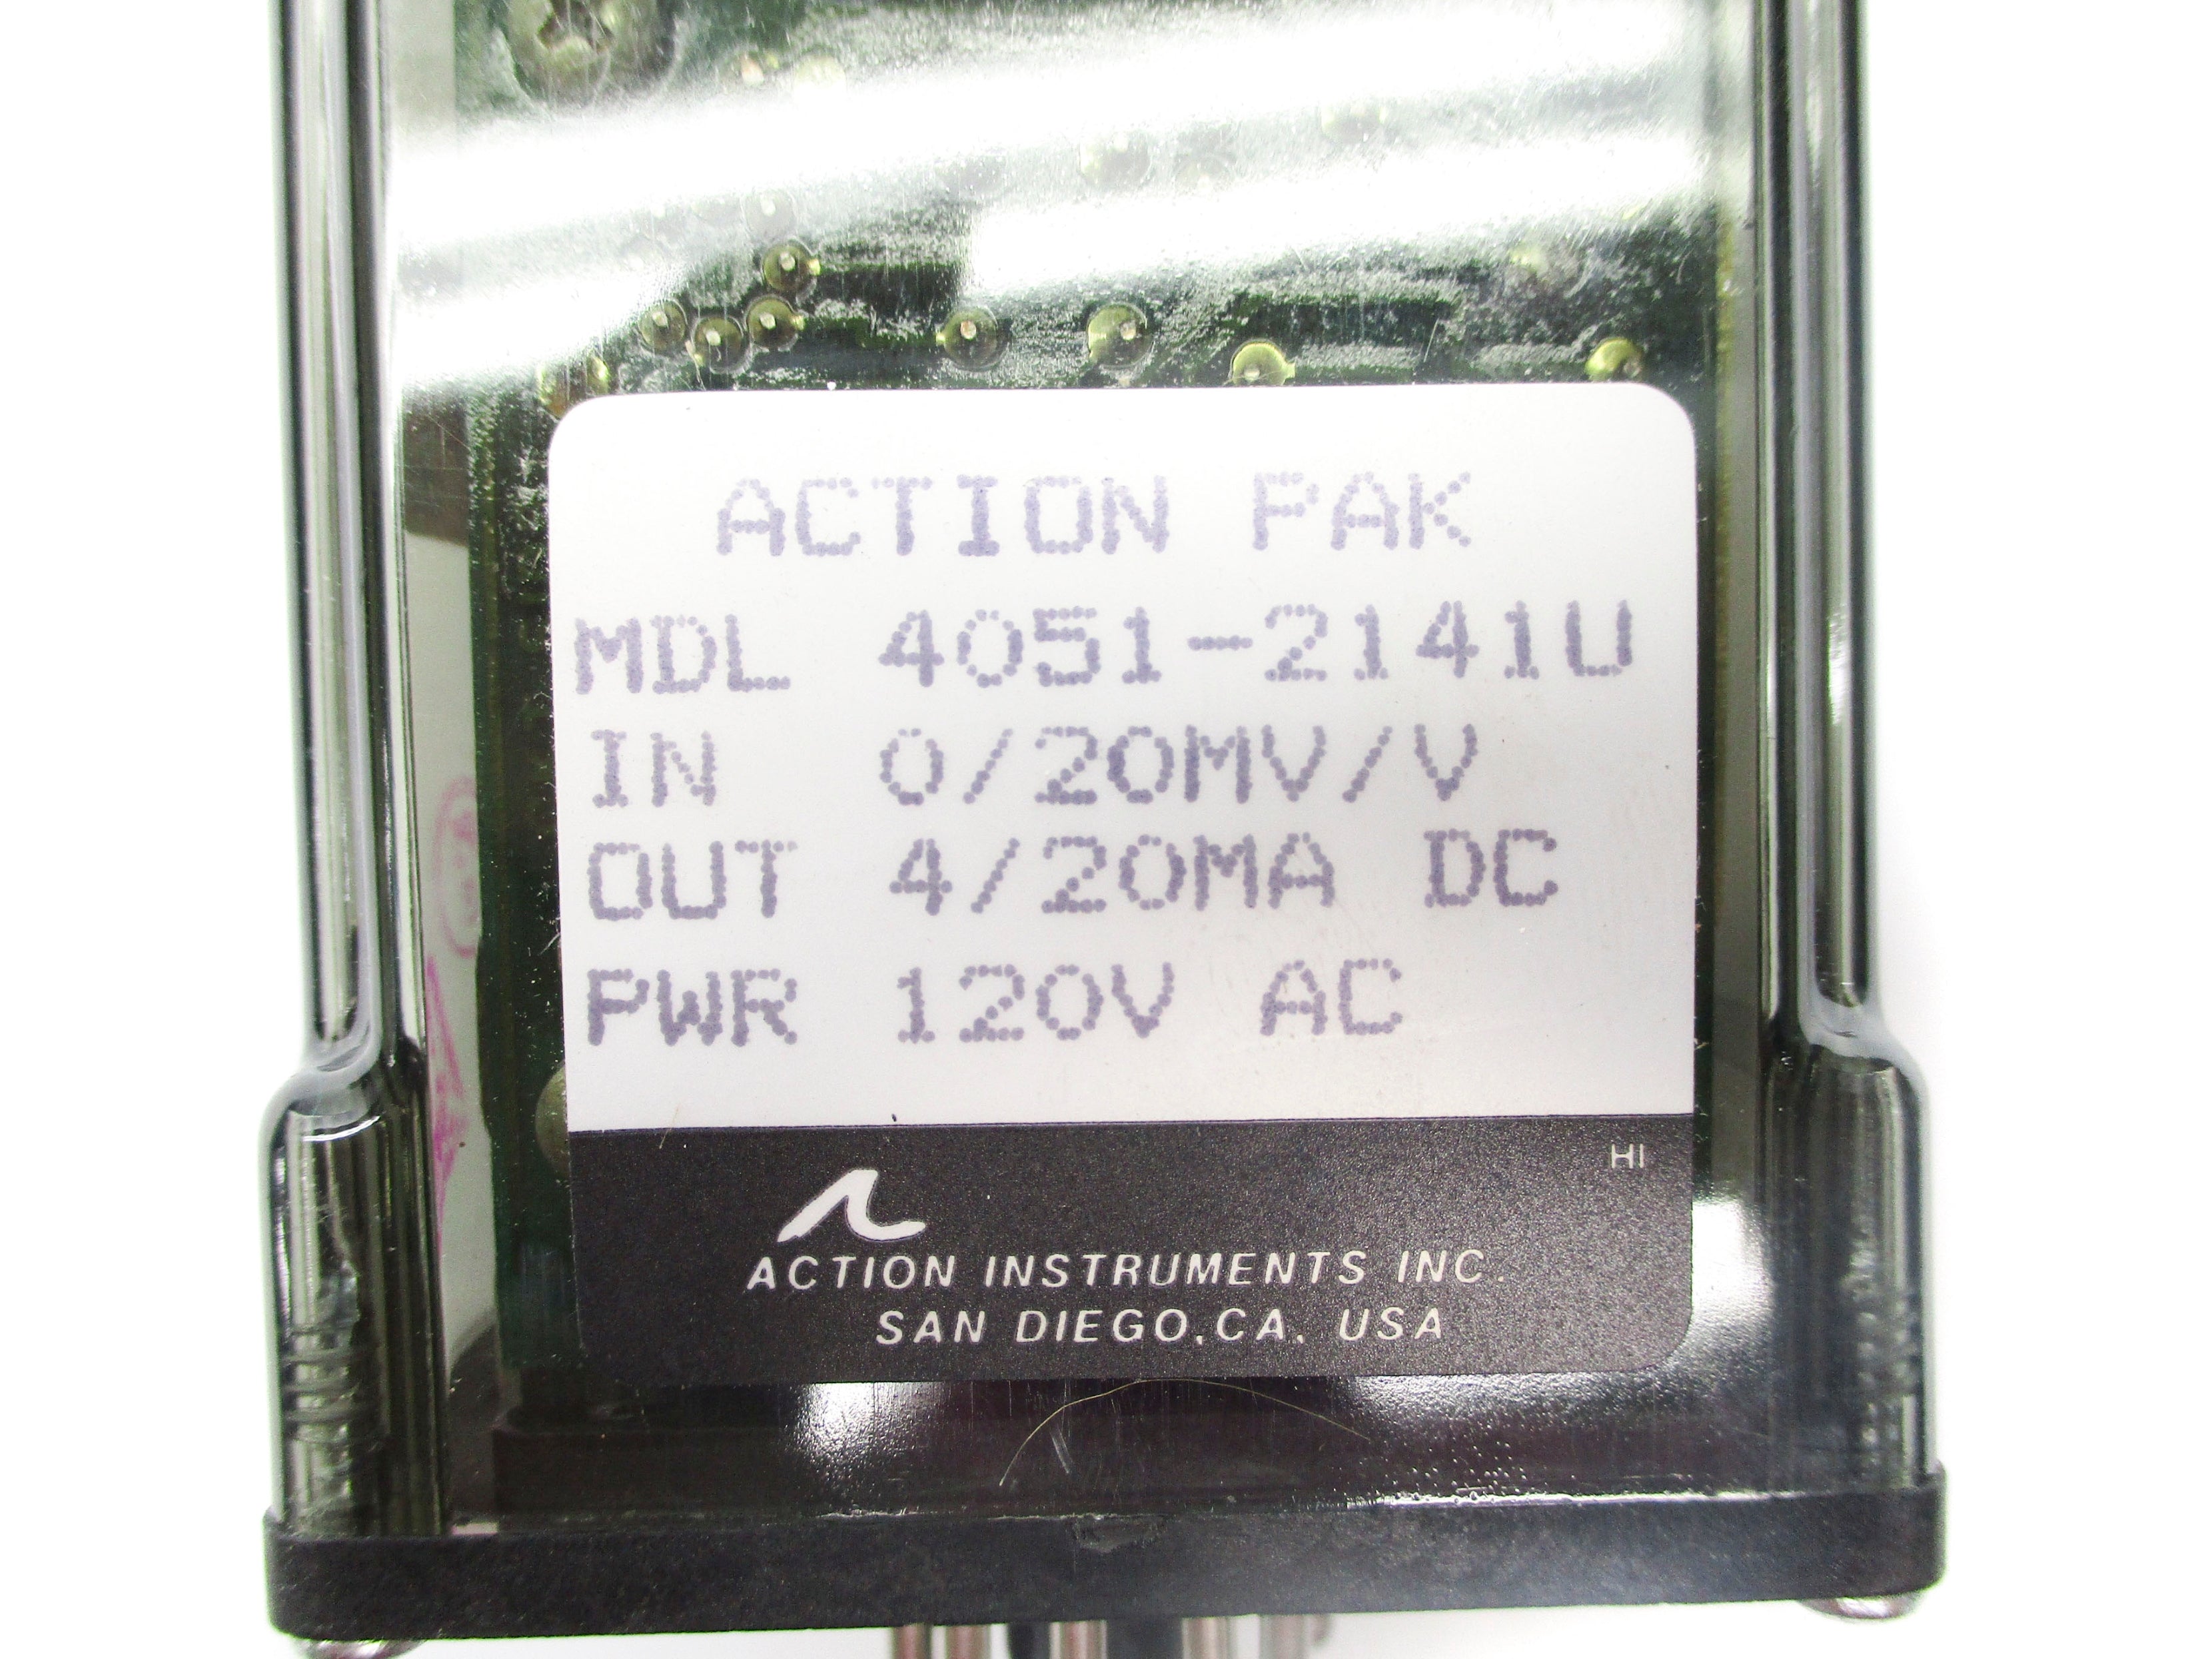 ACTION PAK
MDL 4051-2141U
IN 0/20MV/V
OUT 4/20MA DC
PWR 120V AC
HI
ACTION INSTRUMENTS INC.
SAN DIEGO, CA. USA